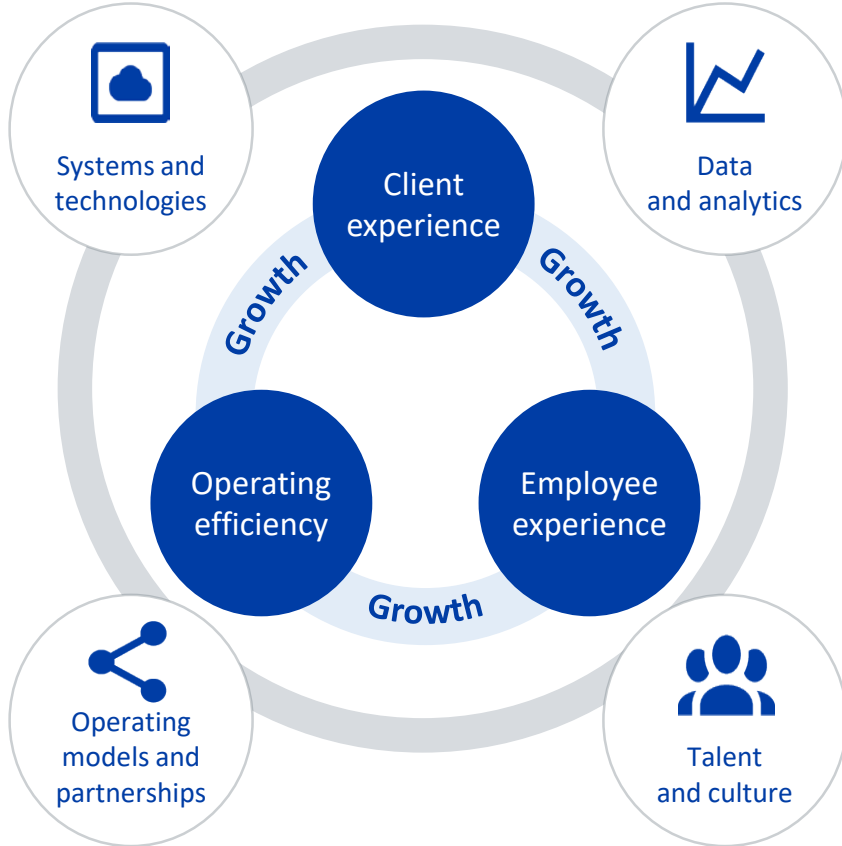 Systems and
technologies
Data
and analytics
Client
experience
Growth
Growth
Operating
efficiency
Employee
experience
Growth
Operating
models and
partnerships
Talent
and culture